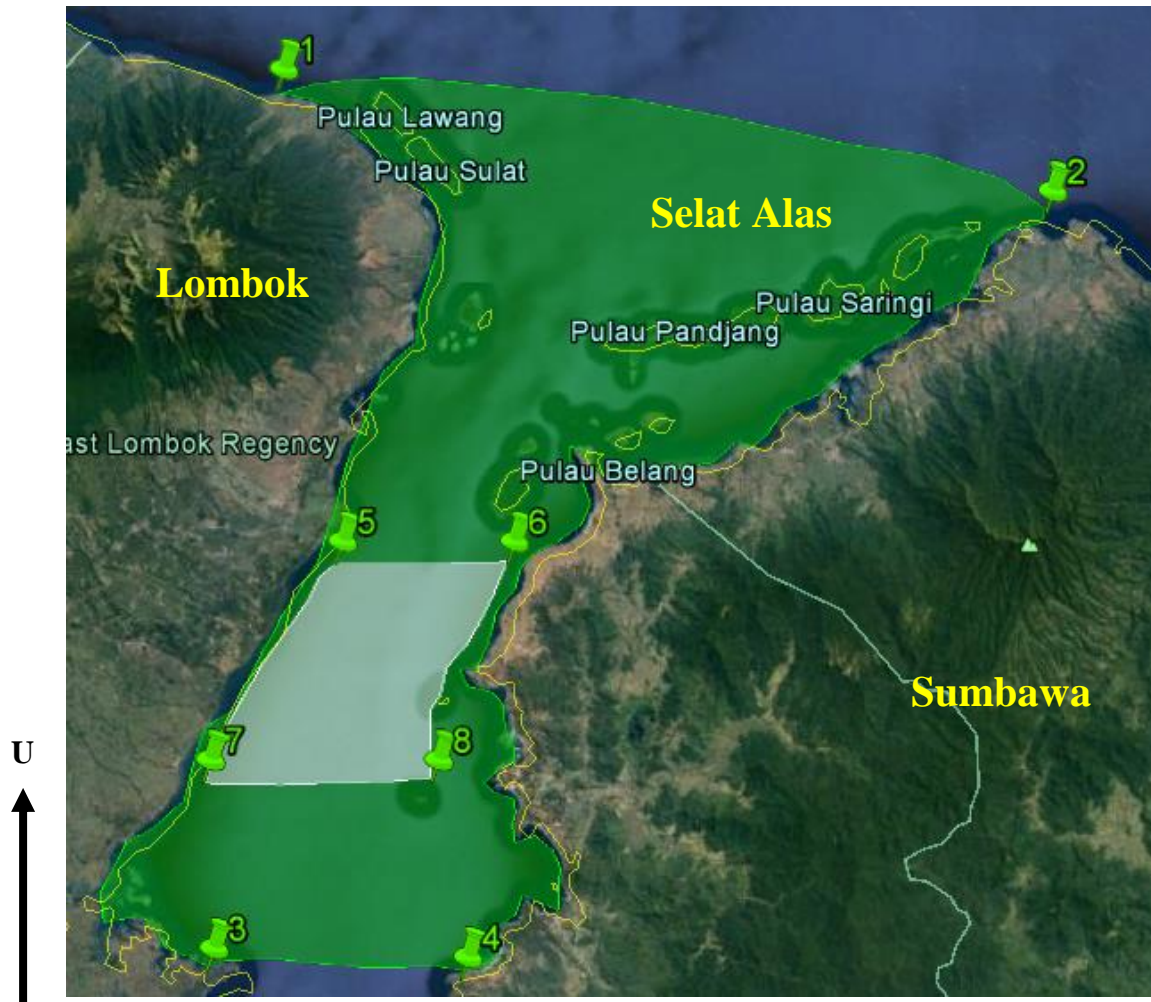 1
Pulau Lawang
2
Pulau Sulat
Selat Alas
Lombok
Pulau Saringi
Pulau Pandjang
ast Lombok Regency
Pulau Belang
5
6
Sumbawa
7
8
U
3
4